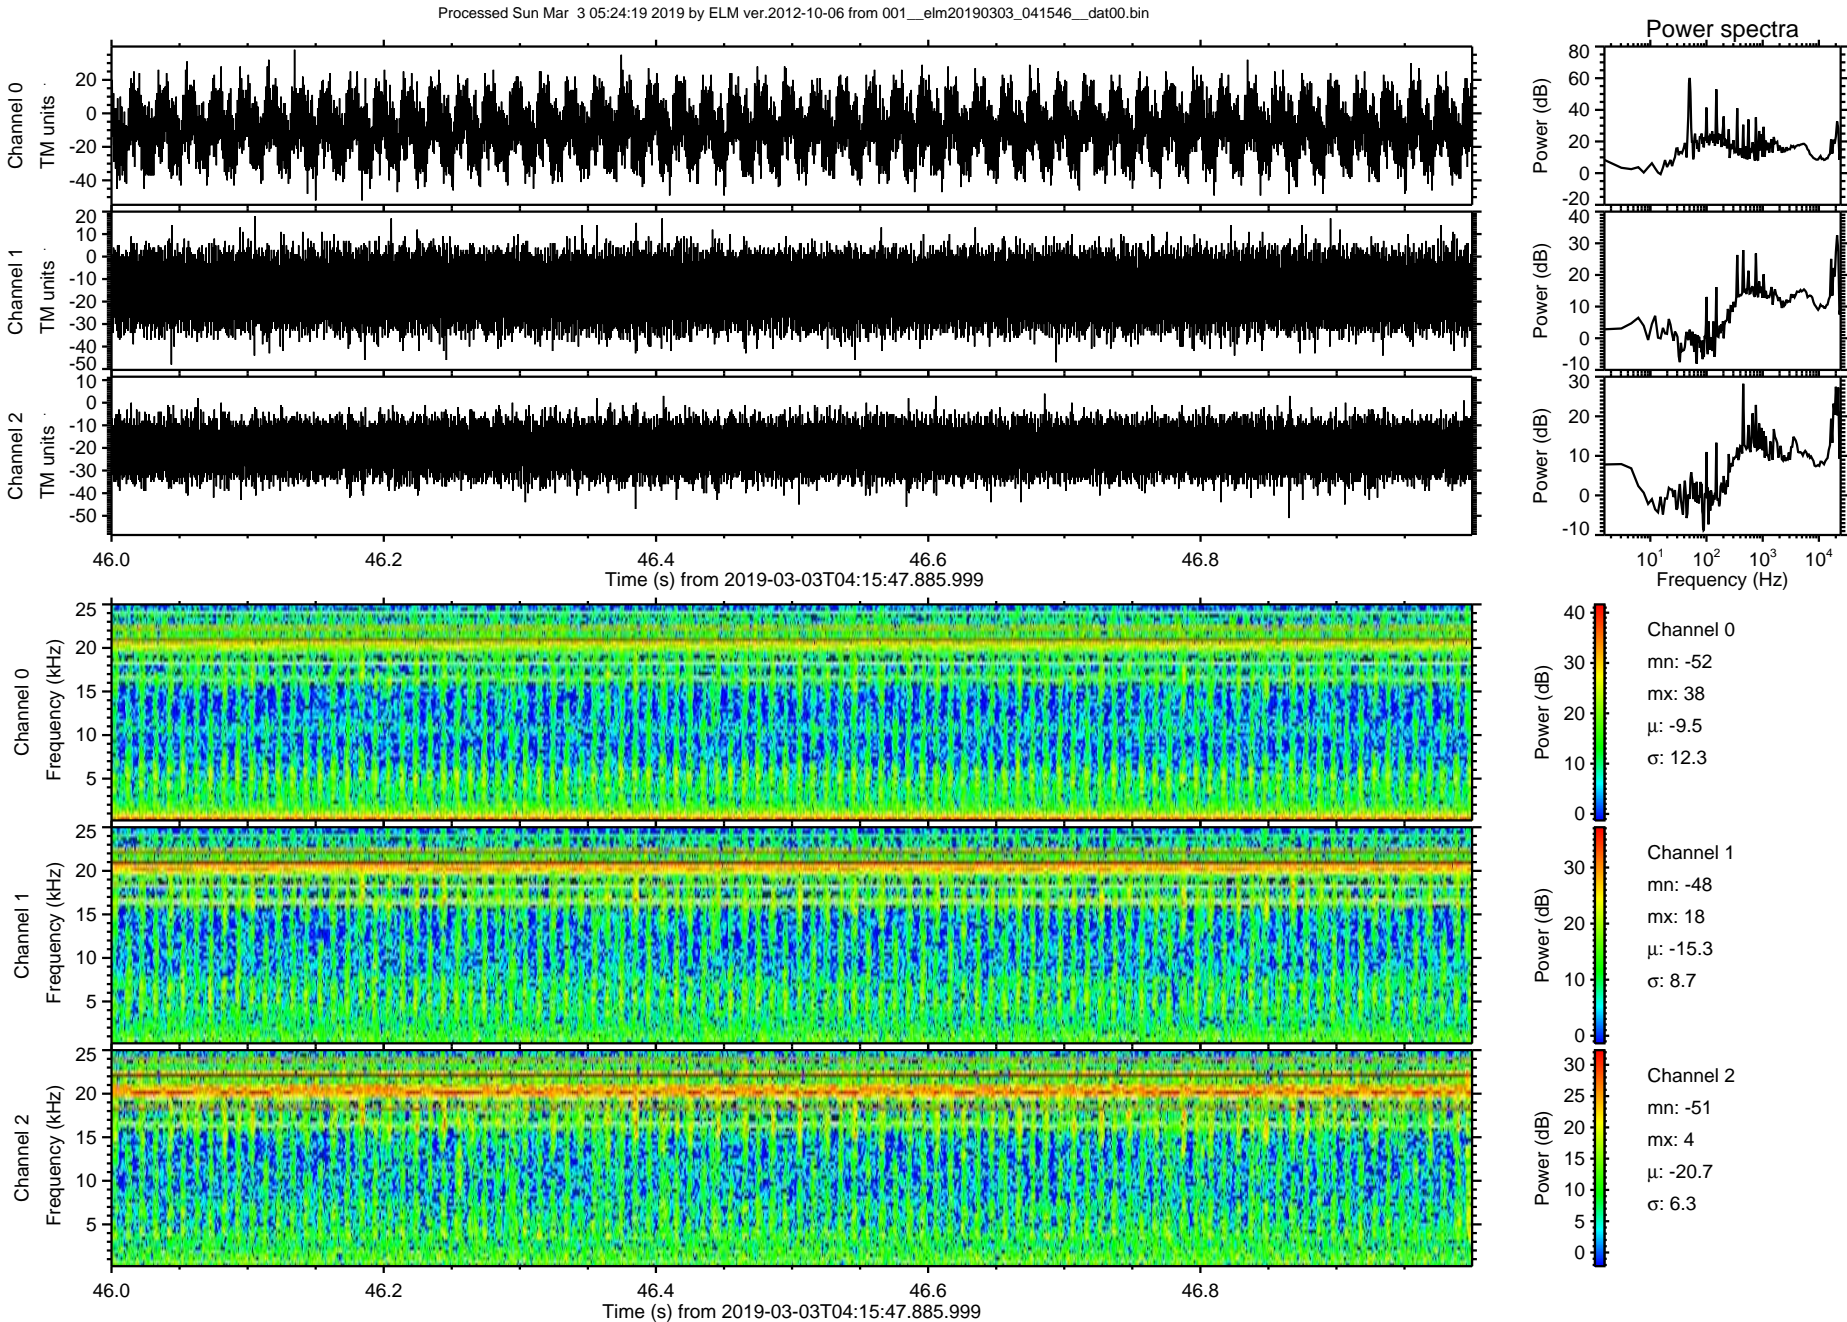 Processed Sun Mar  3 05:24:19 2019 by ELM ver.2012-10-06 from 001__elm20190303_041546__dat00.bin
Power spectra
Channel 0
TM units
20
0
-20
-40
Power (dB)
80
60
40
20
0
-20
Channel 1
TM units
20
10
0
-10
-20
-30
-40
-50
Power (dB)
40
30
20
10
0
-10
Channel 2
TM units
10
0
-10
-20
-30
-40
-50
Power (dB)
30
20
10
0
-10
46.0 46.2 46.4 46.6 46.8
Time (s) from 2019-03-03T04:15:47.885.999
10^1 10^2 10^3 10^4
Frequency (Hz)
Channel 0
Frequency (kHz)
25
20
15
10
5
Power (dB)
40
30
20
10
0
Channel 0
mn: -52
mx: 38
μ: -9.5
σ: 12.3
Channel 1
Frequency (kHz)
25
20
15
10
5
Power (dB)
30
20
10
0
Channel 1
mn: -48
mx: 18
μ: -15.3
σ: 8.7
Channel 2
Frequency (kHz)
25
20
15
10
5
Power (dB)
30
25
20
15
10
5
0
Channel 2
mn: -51
mx: 4
μ: -20.7
σ: 6.3
46.0 46.2 46.4 46.6 46.8
Time (s) from 2019-03-03T04:15:47.885.999